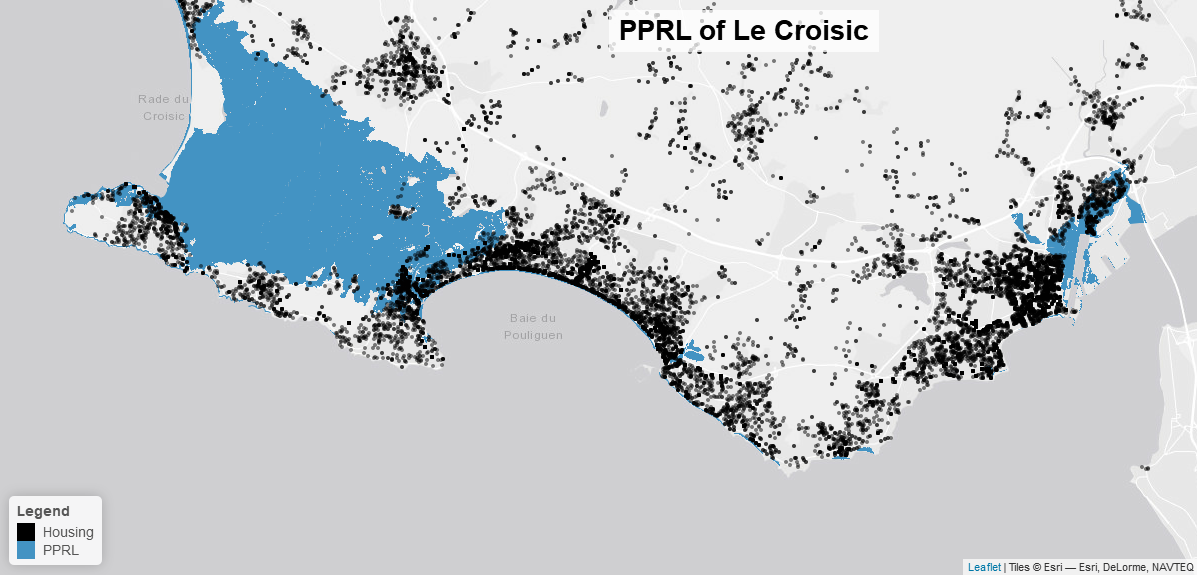 PPRL of Le Croisic
Rade du
Croisic
Baie du
Pouliguen
Legend
Housing
PPRL
Leaflet | Tiles © Esri — Esri, DeLorme, NAVTEQ